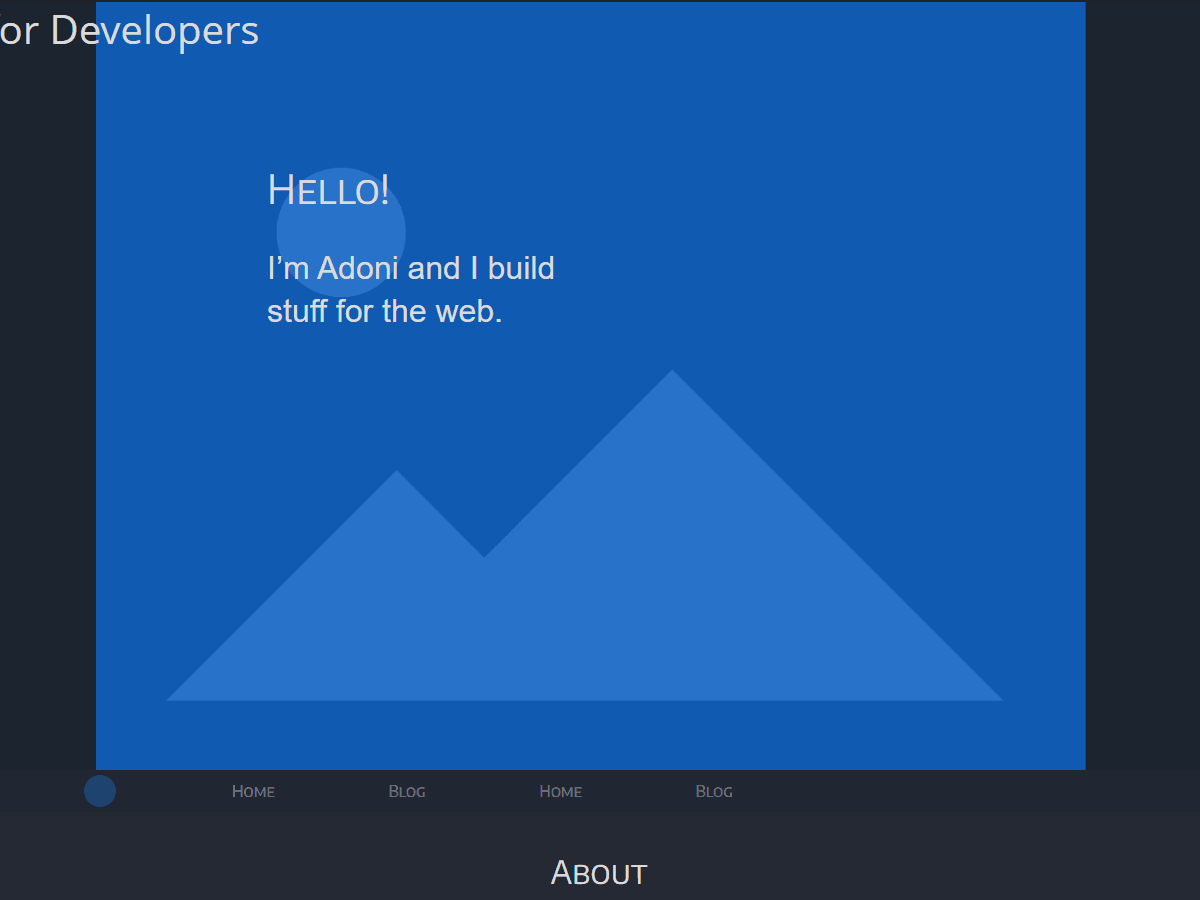 or Developers
Hello!
I’m Adoni and I build
stuff for the web.
Home Blog Home Blog
About